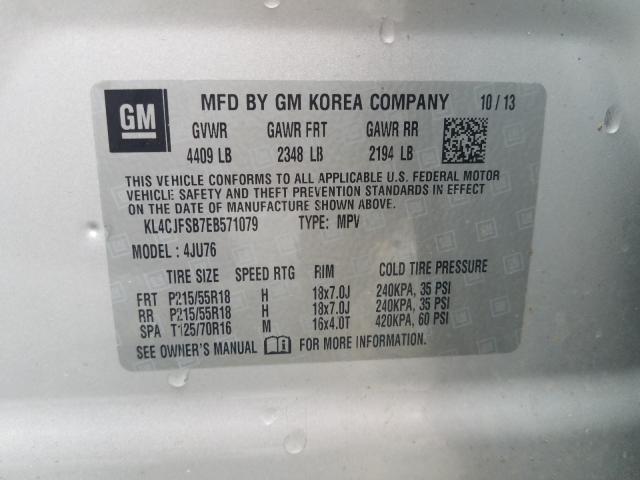 GM MFD BY GM KOREA COMPANY 10/13
GVWR GAWR FRT GAWR RR
4409 LB 2348 LB 2194 LB
THIS VEHICLE CONFORMS TO ALL APPLICABLE U.S. FEDERAL MOTOR
VEHICLE SAFETY AND THEFT PREVENTION STANDARDS IN EFFECT
ON THE DATE OF MANUFACTURE SHOWN ABOVE.
KL4CJFSB7EB571079 TYPE: MPV
MODEL : 4JU76
TIRE SIZE SPEED RTG RIM COLD TIRE PRESSURE
FRT P215/55R18 H 18x7.0J 240KPA, 35 PSI
RR P215/55R18 H 18x7.0J 240KPA, 35 PSI
SPA T125/70R16 M 16x4.0T 420KPA, 60 PSI
SEE OWNER'S MANUAL FOR MORE INFORMATION.